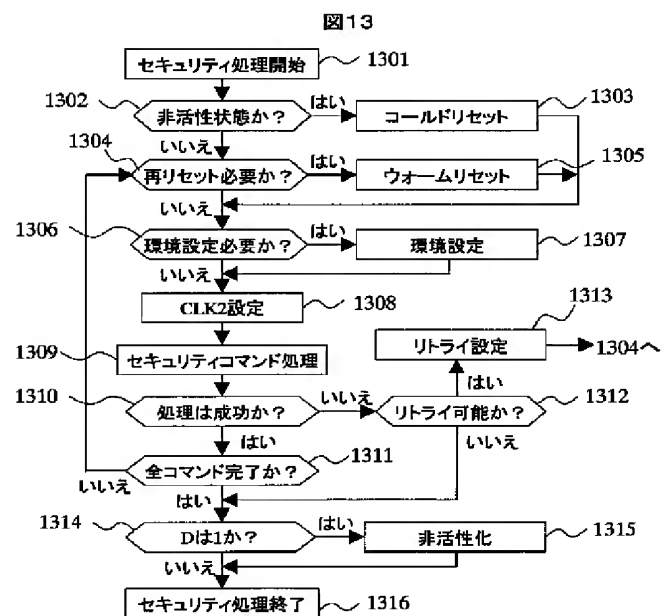 図13
セキュリティ処理開始 1301
1302 非活性状態か? はい コールドリセット 1303
いいえ
1304 再リセット必要か? はい ウォームリセット 1305
いいえ
1306 環境設定必要か? はい 環境設定 1307
いいえ
CLK2設定 1308
1309 セキュリティコマンド処理
1313 リトライ設定 1304へ
はい
1310 処理は成功か? いいえ リトライ可能か? 1312
はい いいえ
全コマンド完了か? 1311
いいえ
はい
1314 Dは1か? はい 非活性化 1315
いいえ
セキュリティ処理終了 1316